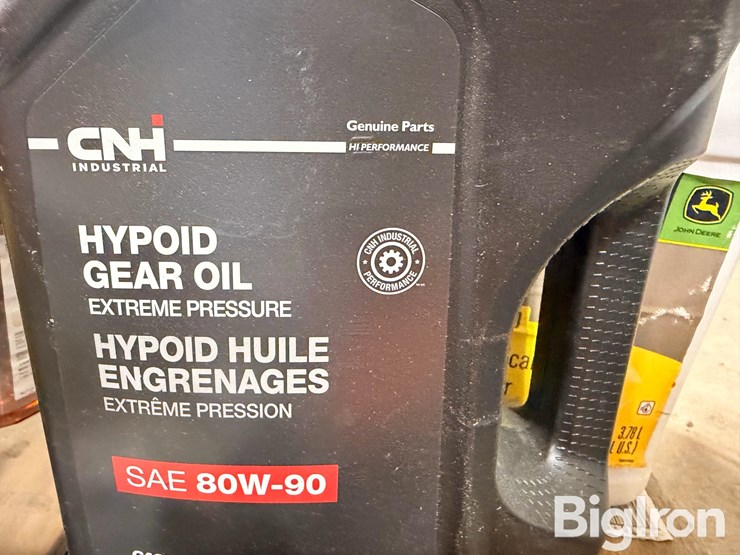 CNH
INDUSTRIAL
Genuine Parts
HI PERFORMANCE
HYPOID
GEAR OIL
EXTREME PRESSURE
HYPOID HUILE
ENGRENAGES
EXTRÊME PRESSION
SAE 80W-90
CNH INDUSTRIAL
PERFORMANCE
JOHN DEERE
3.78 L
U.S.)
BigIron